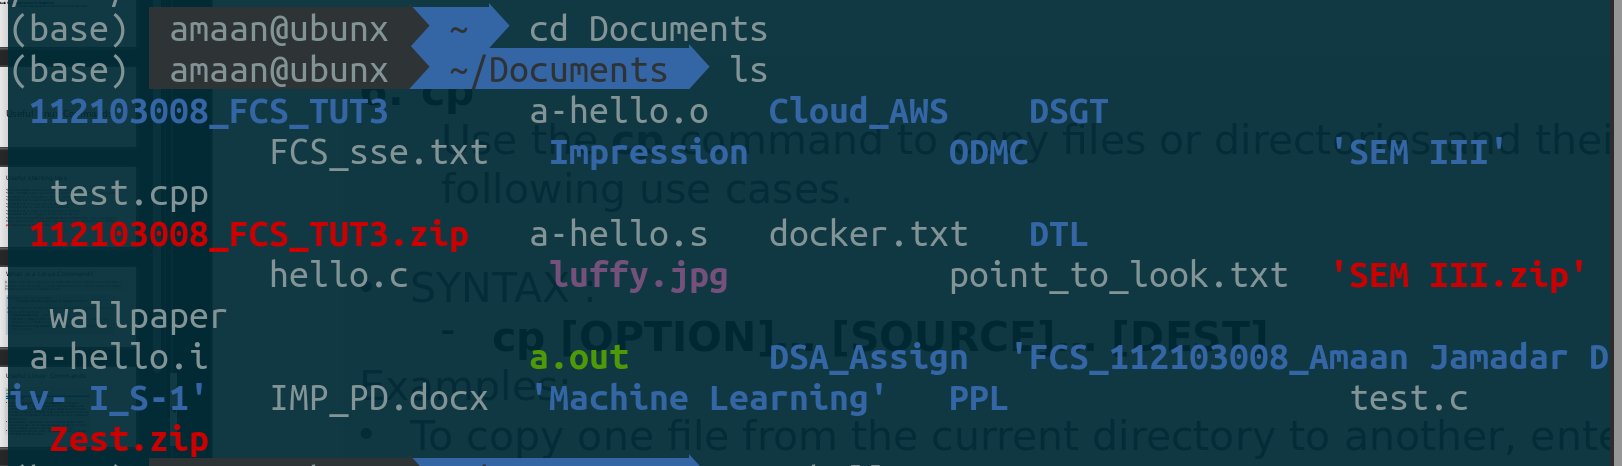 (base) amaan@ubunx ~ cd Documents
(base) amaan@ubunx ~/Documents ls
112103008_FCS_TUT3 a-hello.o Cloud_AWS DSGT
6. cp
Use the cp command to copy files or directories and thei
FCS_sse.txt Impression ODMC 'SEM III'
following use cases.
test.cpp
112103008_FCS_TUT3.zip a-hello.s docker.txt DTL
hello.c luffy.jpg point_to_look.txt 'SEM III.zip'
• SYNTAX :
wallpaper
- cp [OPTION]... [SOURCE]... [DEST]
a-hello.i a.out DSA_Assign 'FCS_112103008_Amaan Jamadar D
Examples:
iv- I_S-1' IMP_PD.docx 'Machine Learning' PPL test.c
• To copy one file from the current directory to another, ente
Zest.zip